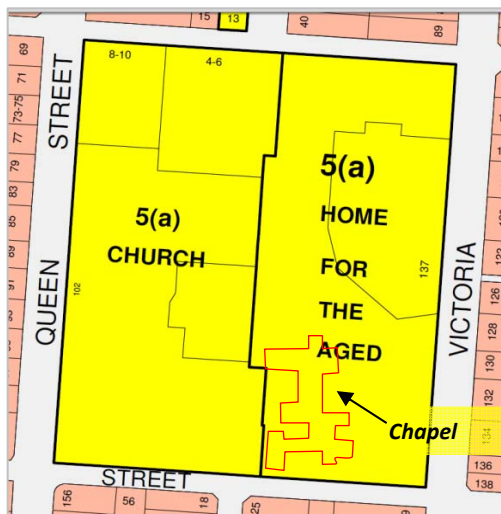 15
13
40
89
69
71
73-75
77
79
83
85
89
91
8-10
4-6
STREET
5(a)
CHURCH
102
QUEEN
5(a)
HOME
FOR
THE
AGED
137
VICTORIA
126
128
130
132
134
136
138
Chapel
STREET
156
56
18
25